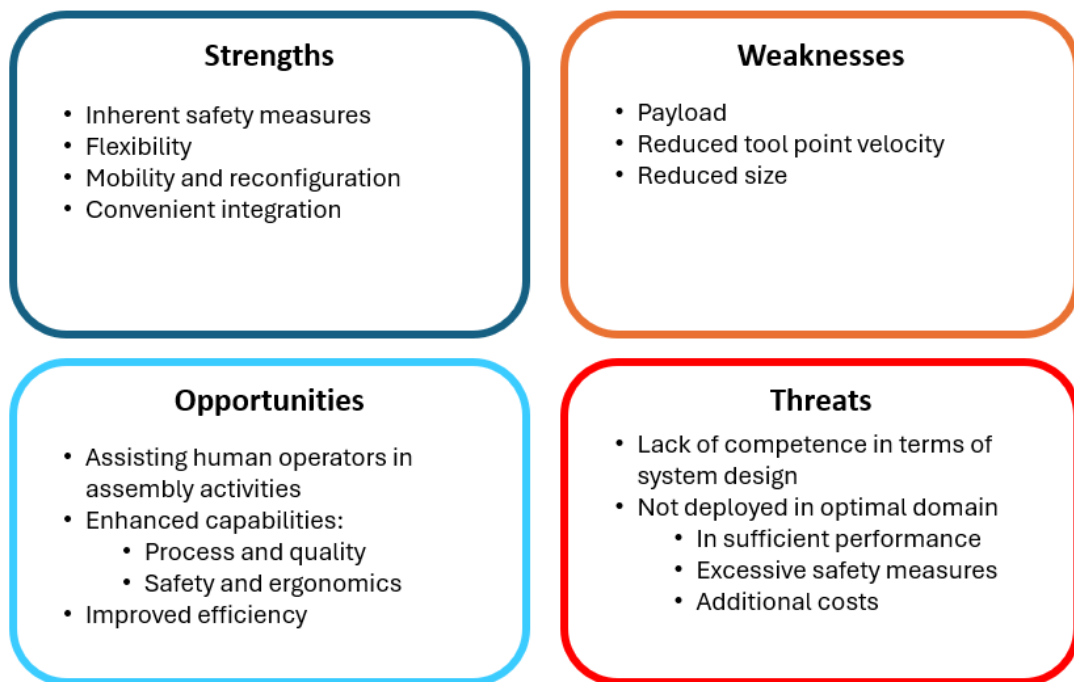 Strengths
• Inherent safety measures
• Flexibility
• Mobility and reconfiguration
• Convenient integration
Weaknesses
• Payload
• Reduced tool point velocity
• Reduced size
Opportunities
• Assisting human operators in
assembly activities
• Enhanced capabilities:
• Process and quality
• Safety and ergonomics
• Improved efficiency
Threats
• Lack of competence in terms of
system design
• Not deployed in optimal domain
• In sufficient performance
• Excessive safety measures
• Additional costs